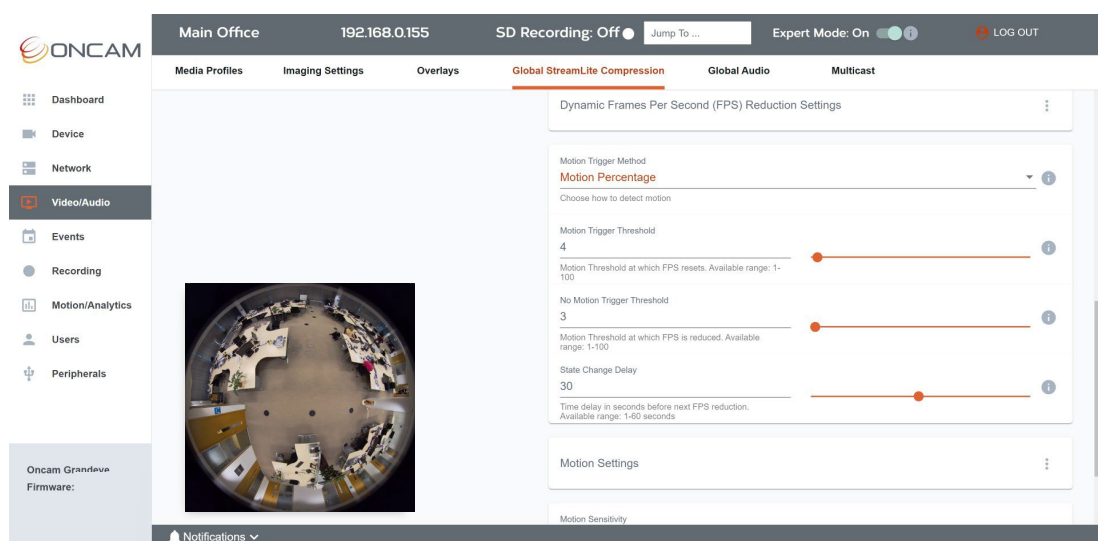 ONCAM
Main Office
192.168.0.155
SD Recording: Off
Jump To ...
Expert Mode: On
LOG OUT
Media Profiles
Imaging Settings
Overlays
Global StreamLite Compression
Global Audio
Multicast
Dashboard
Device
Network
Video/Audio
Events
Recording
Motion/Analytics
Users
Peripherals
Oncam Grandeye
Firmware:
Dynamic Frames Per Second (FPS) Reduction Settings
Motion Trigger Method
Motion Percentage
Choose how to detect motion
Motion Trigger Threshold
4
Motion Threshold at which FPS resets. Available range: 1-
100
No Motion Trigger Threshold
3
Motion Threshold at which FPS is reduced. Available
range: 1-100
State Change Delay
30
Time delay in seconds before next FPS reduction.
Available range: 1-60 seconds
Motion Settings
Motion Sensitivity
Notifications